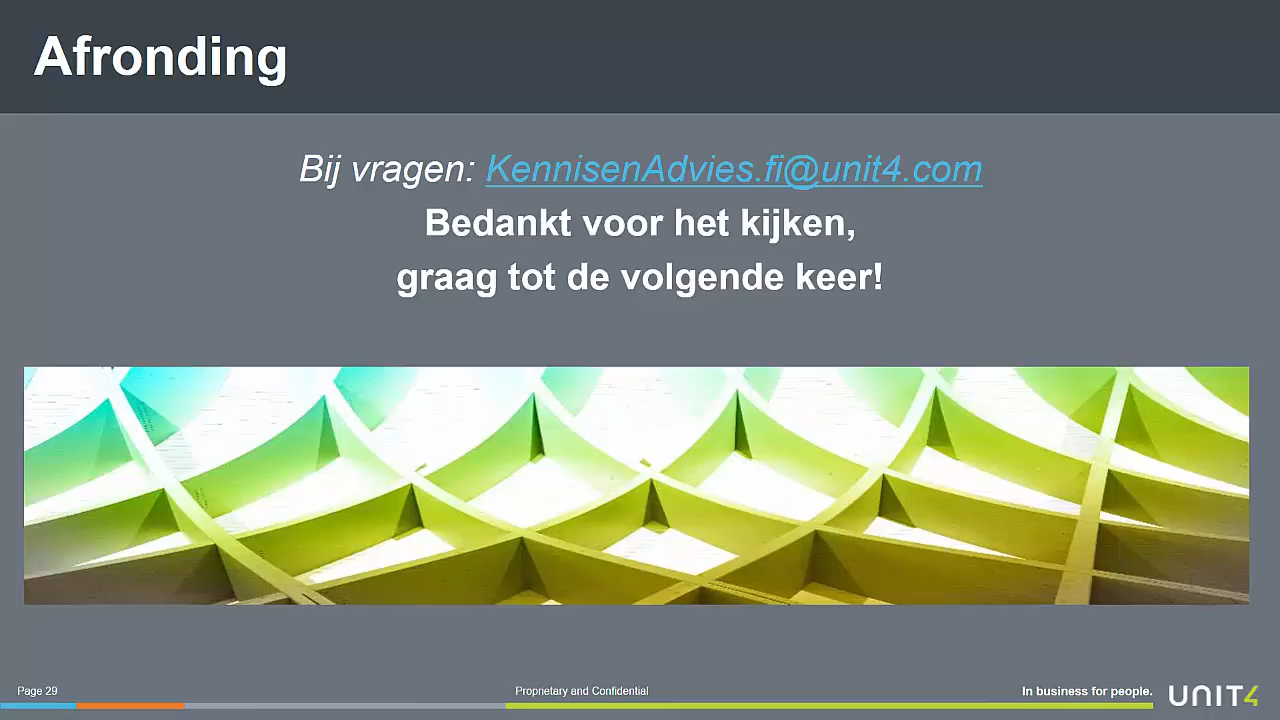 Afronding
Bij vragen: KennisenAdvies.fi@unit4.com
Bedankt voor het kijken,
graag tot de volgende keer!
Page 29
Proprietary and Confidential
In business for people.
UNIT4